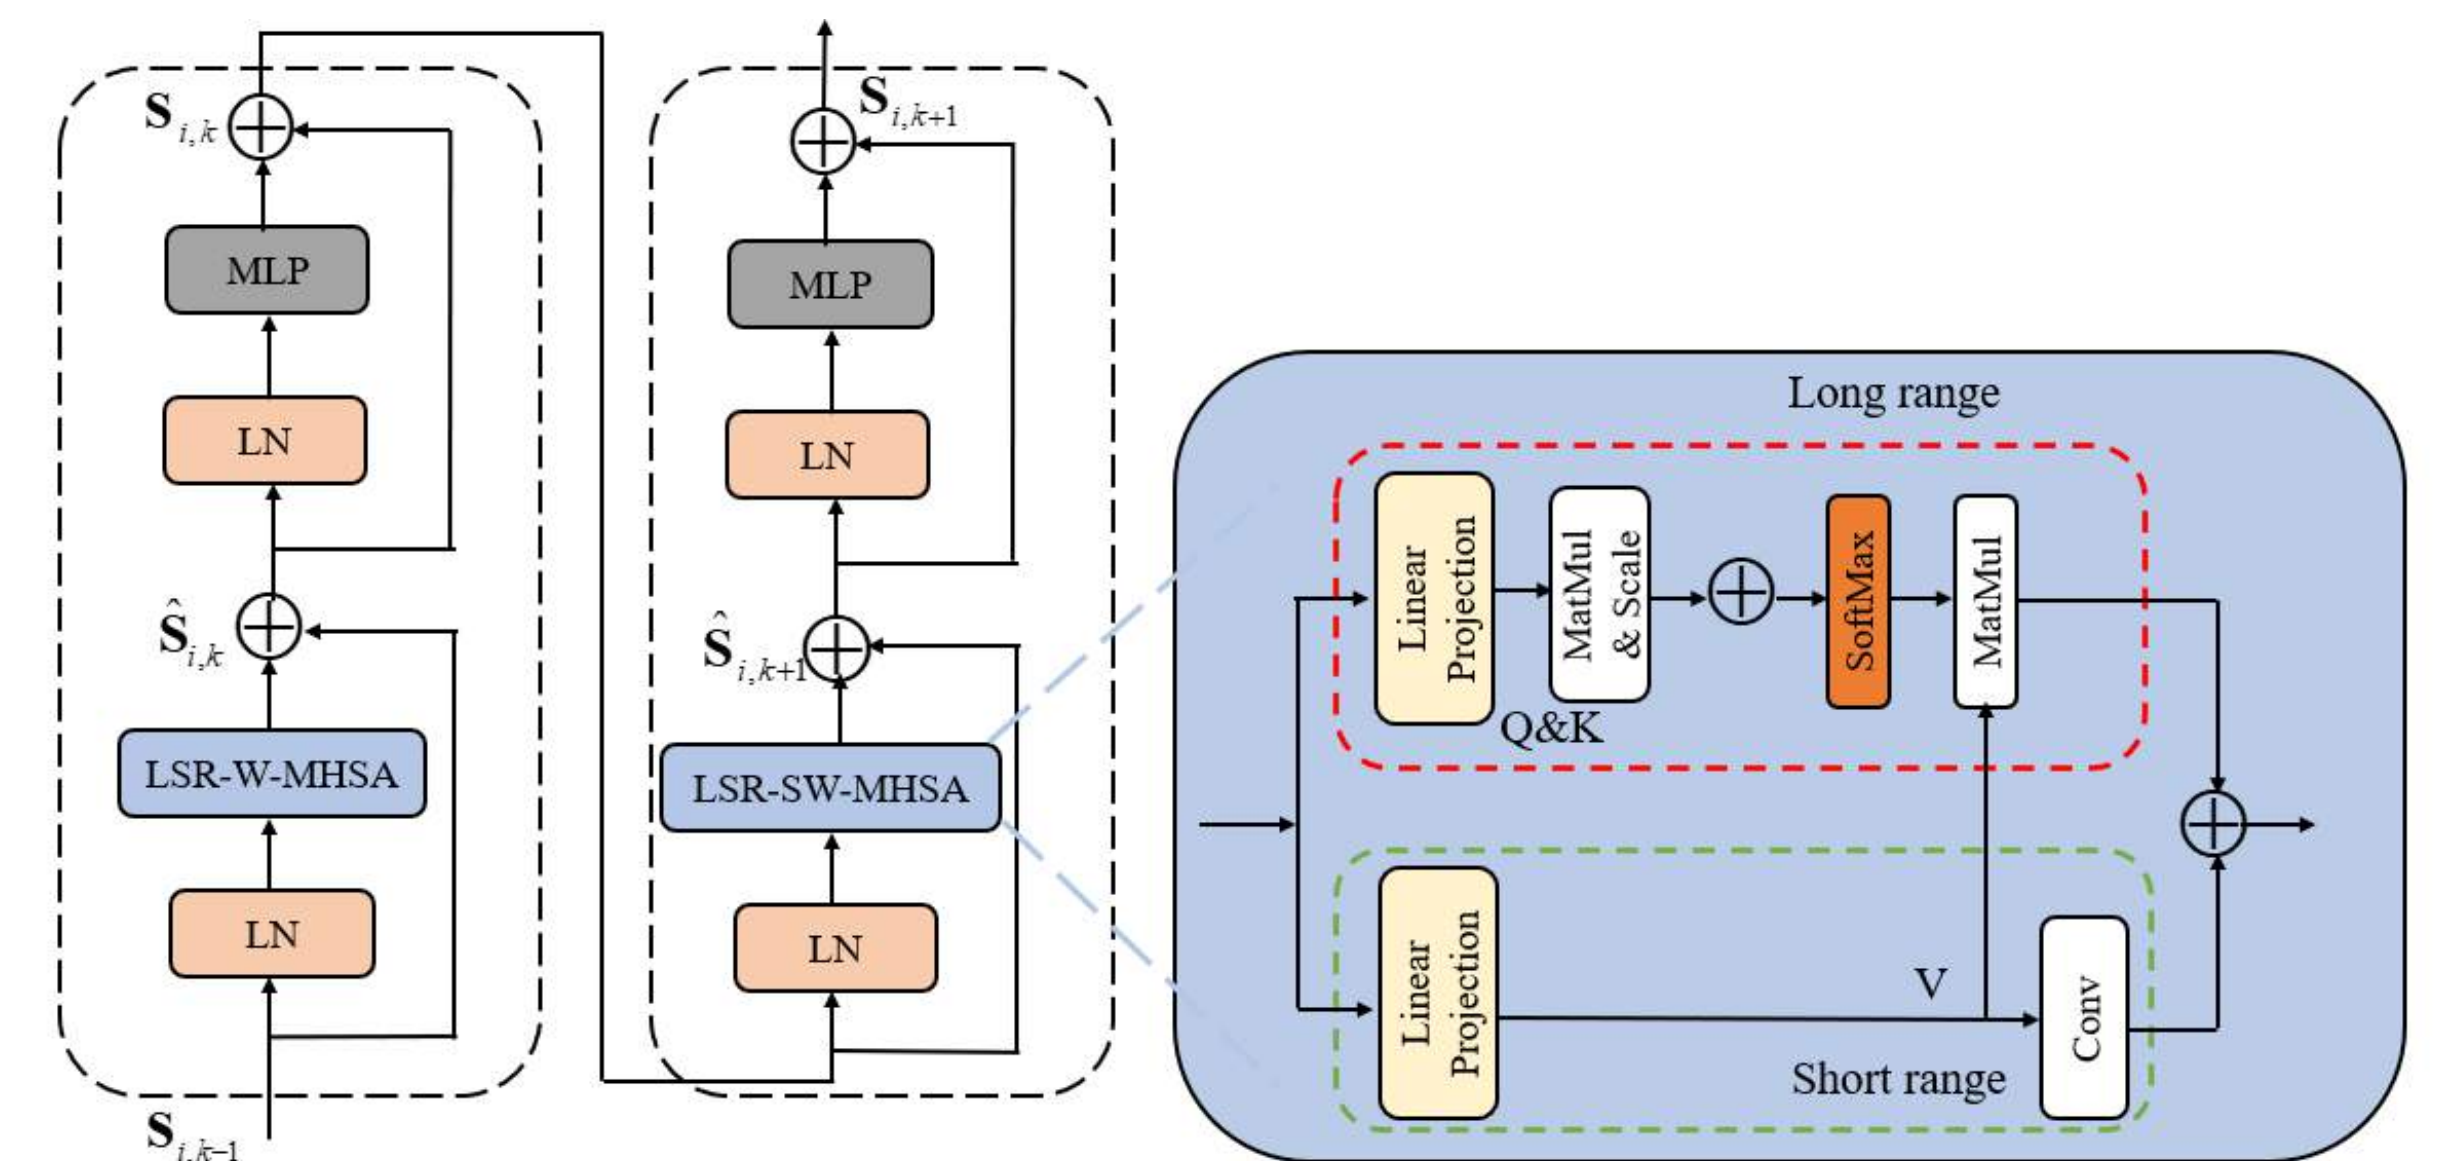 S i,k
MLP
LN
Ŝ i,k
LSR-W-MHSA
LN
S i,k−1
S i,k+1
MLP
LN
Ŝ i,k+1
LSR-SW-MHSA
LN
Long range
Linear
Projection
MatMul
& Scale
SoftMax
MatMul
Q&K
Linear
Projection
V
Conv
Short range